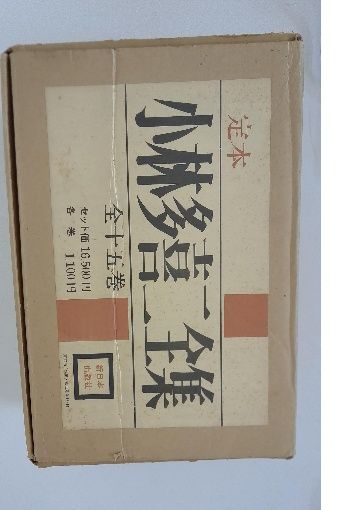 定本
小林多喜二全集
全十五巻
セット価 16,500円
各巻 1,100円
新日本
出版社